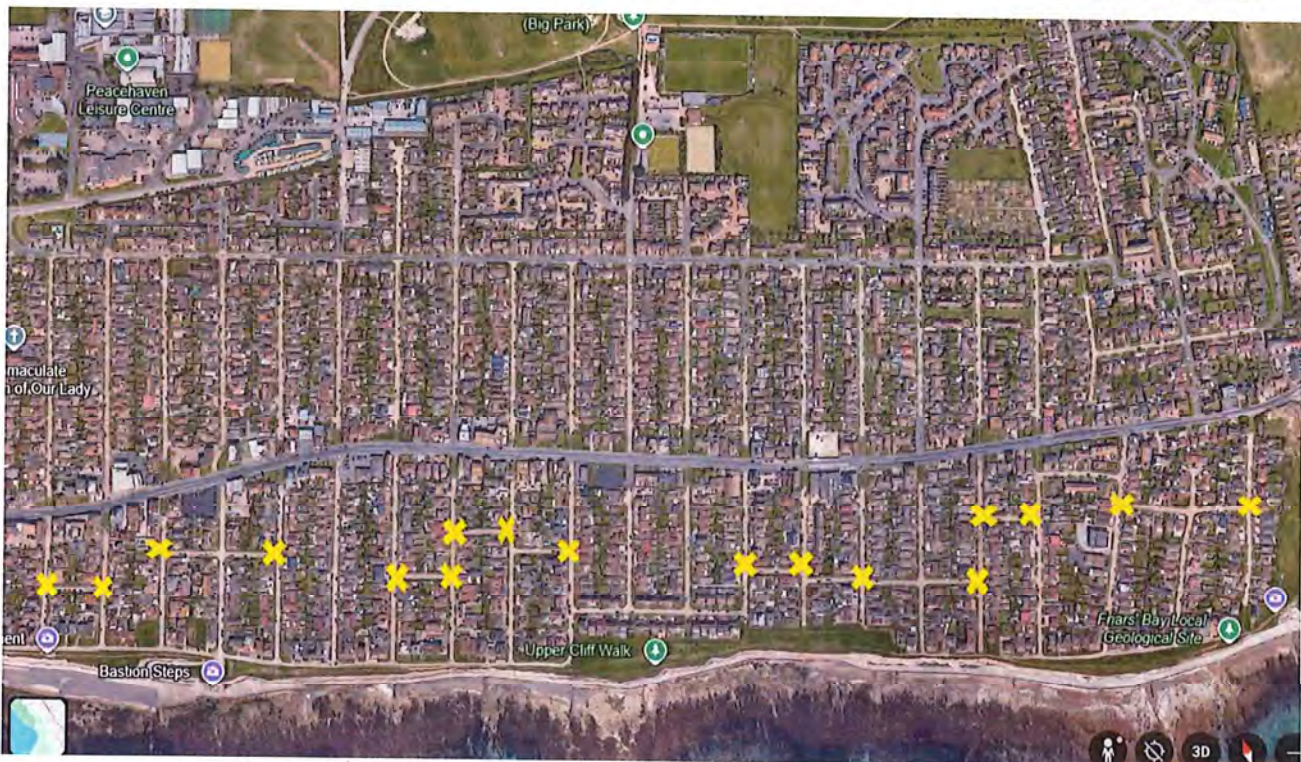 (Big Park)
Peacehaven
Leisure Centre
maculate
n of Our Lady
ent
Bastion Steps
Upper Cliff Walk
Friars' Bay Local
Geological Site
3D